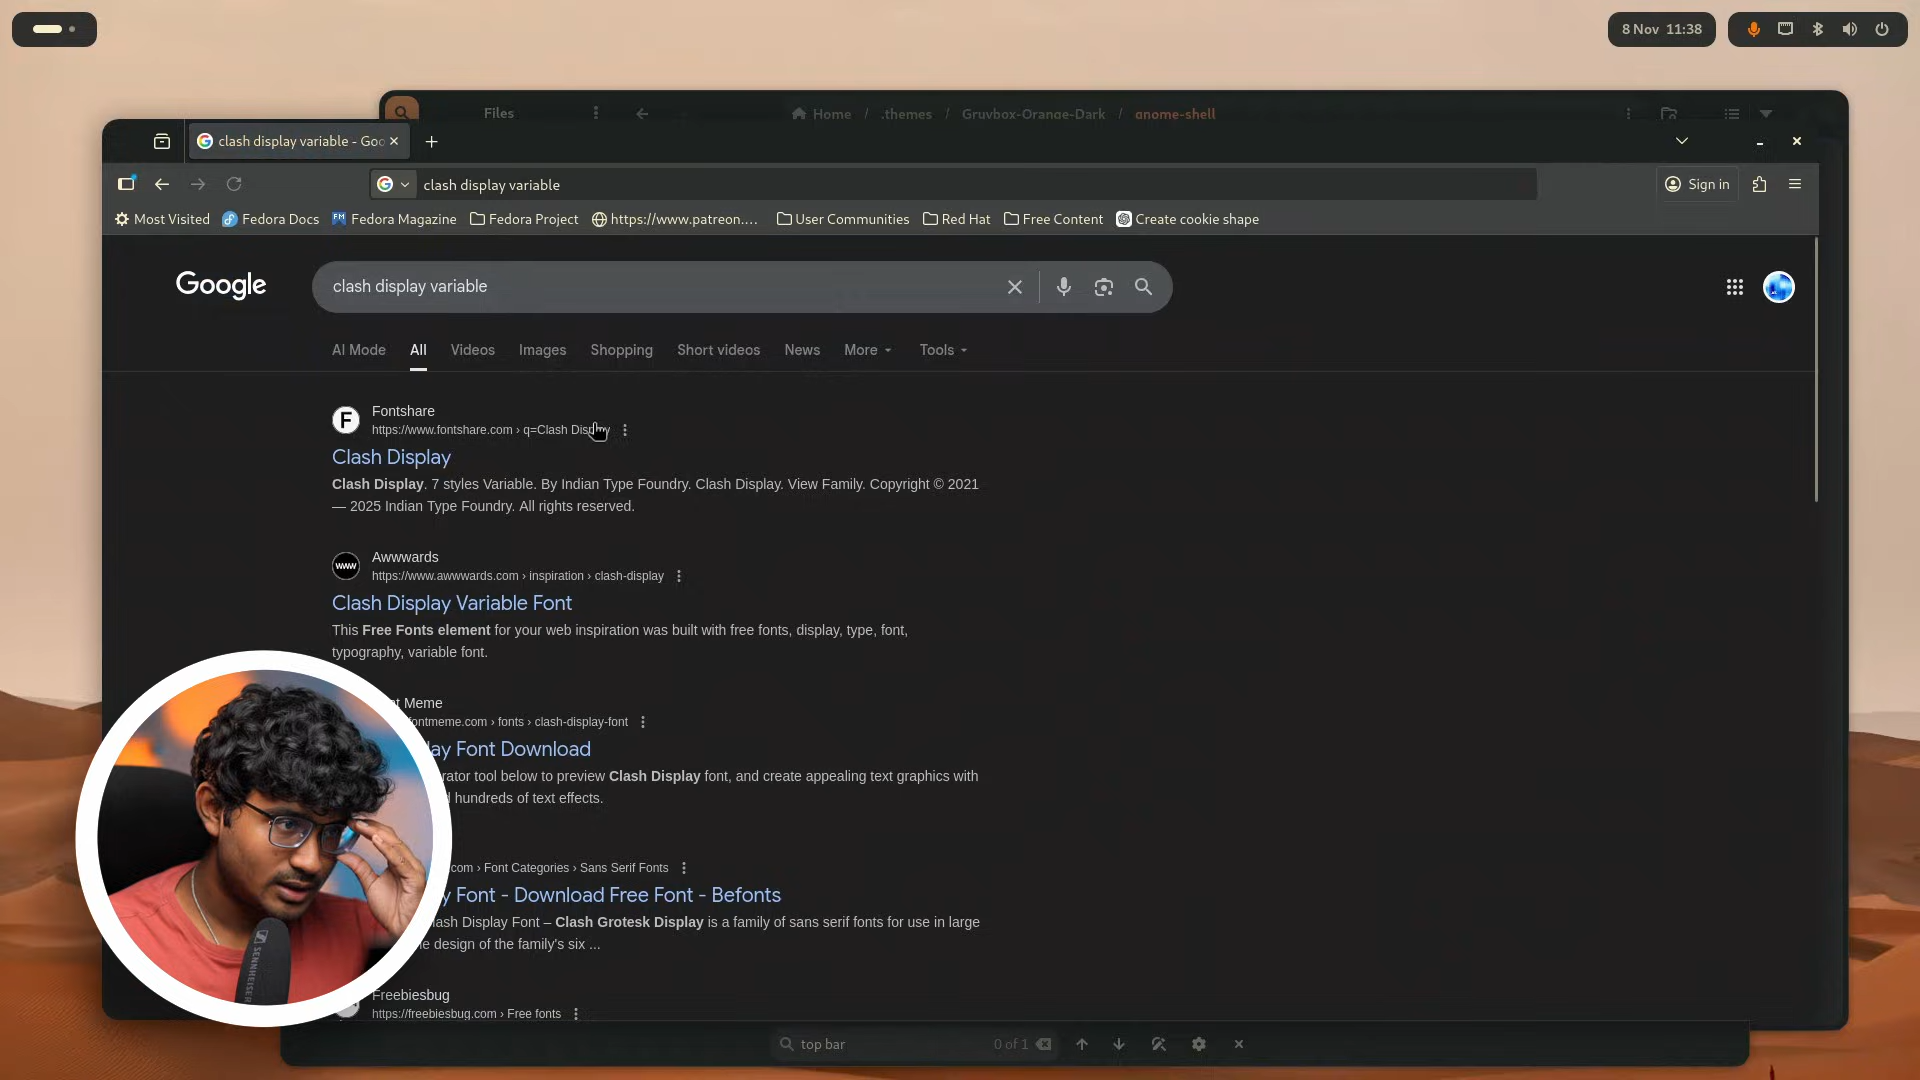 8 Nov 11:38
Files
Home / .themes / Gruvbox-Orange-Dark / gnome-shell
clash display variable - Goo
clash display variable
Sign in
Most Visited Fedora Docs Fedora Magazine Fedora Project https://www.patreon.... User Communities Red Hat Free Content Create cookie shape
Google
clash display variable
AI Mode All Videos Images Shopping Short videos News More Tools
Fontshare
https://www.fontshare.com › q=Clash
Clash Display
Clash Display. 7 styles Variable. By Indian Type Foundry. Clash Display. View Family. Copyright © 2021
— 2025 Indian Type Foundry. All rights reserved.
www
Awwwards
https://www.awwwards.com › inspiration › clash-display
Clash Display Variable Font
This Free Fonts element for your web inspiration was built with free fonts, display, type, font,
typography, variable font.
Meme
fontmeme.com › fonts › clash-display-font
Font Download
tool below to preview Clash Display font, and create appealing text graphics with
hundreds of text effects.
.com › Font Categories › Sans Serif Fonts
Font - Download Free Font - Befonts
Display Font – Clash Grotesk Display is a family of sans serif fonts for use in large
design of the family's six ...
Freebiesbug
https://freebiesbug.com › Free fonts
SENNHEISER
top bar 0 of 1